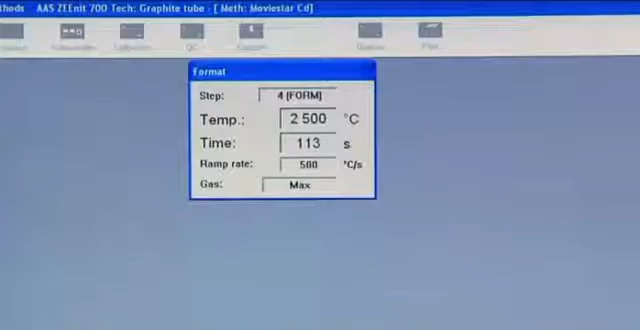 thods AAS ZEEnit 700 Tech: Graphite tube - [ Meth: Moviestar Cd]
QC
Format
Step: 4 [FORM]
Temp.: 2 500 °C
Time: 113 s
Ramp rate: 500 °C/s
Gas: Max